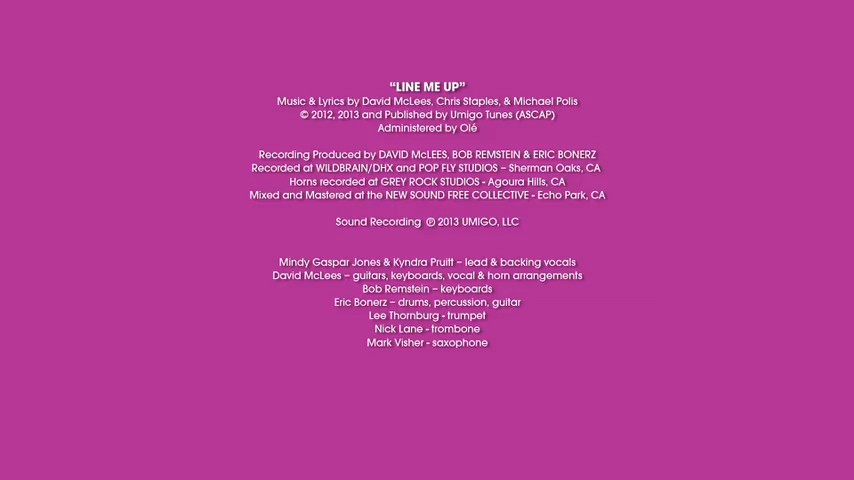 “LINE ME UP”
Music & Lyrics by David McLees, Chris Staples, & Michael Polis
© 2012, 2013 and Published by Umigo Tunes (ASCAP)
Administered by Olé
Recording Produced by DAVID McLEES, BOB REMSTEIN & ERIC BONERZ
Recorded at WILDBRAIN/DHX and POP FLY STUDIOS – Sherman Oaks, CA
Horns recorded at GREY ROCK STUDIOS - Agoura Hills, CA
Mixed and Mastered at the NEW SOUND FREE COLLECTIVE - Echo Park, CA
Sound Recording ℗ 2013 UMIGO, LLC
Mindy Gaspar Jones & Kyndra Pruitt – lead & backing vocals
David McLees – guitars, keyboards, vocal & horn arrangements
Bob Remstein – keyboards
Eric Bonerz – drums, percussion, guitar
Lee Thornburg - trumpet
Nick Lane - trombone
Mark Visher - saxophone